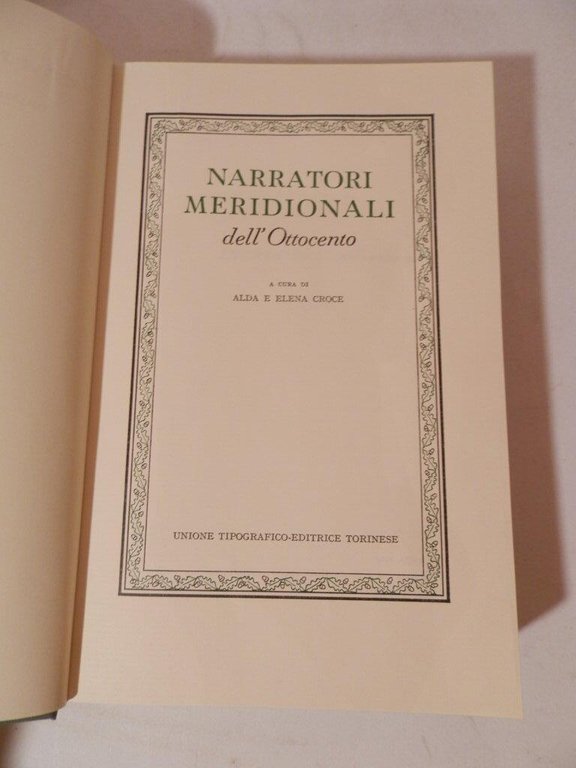 NARRATORI
MERIDIONALI
dell'Ottocento
A CURA DI
ALDA E ELENA CROCE
UNIONE TIPOGRAFICO-EDITRICE TORINESE